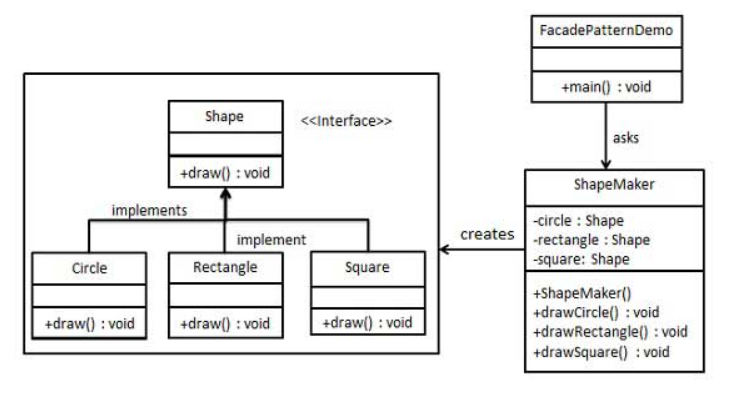 FacadePatternDemo
+main() : void
asks
Shape
<<Interface>>
+draw() : void
implements
implement
Circle
+draw() : void
Rectangle
+draw() : void
Square
+draw() : void
creates
ShapeMaker
-circle : Shape
-rectangle : Shape
-square: Shape
+ShapeMaker()
+drawCircle() : void
+drawRectangle() : void
+drawSquare() : void